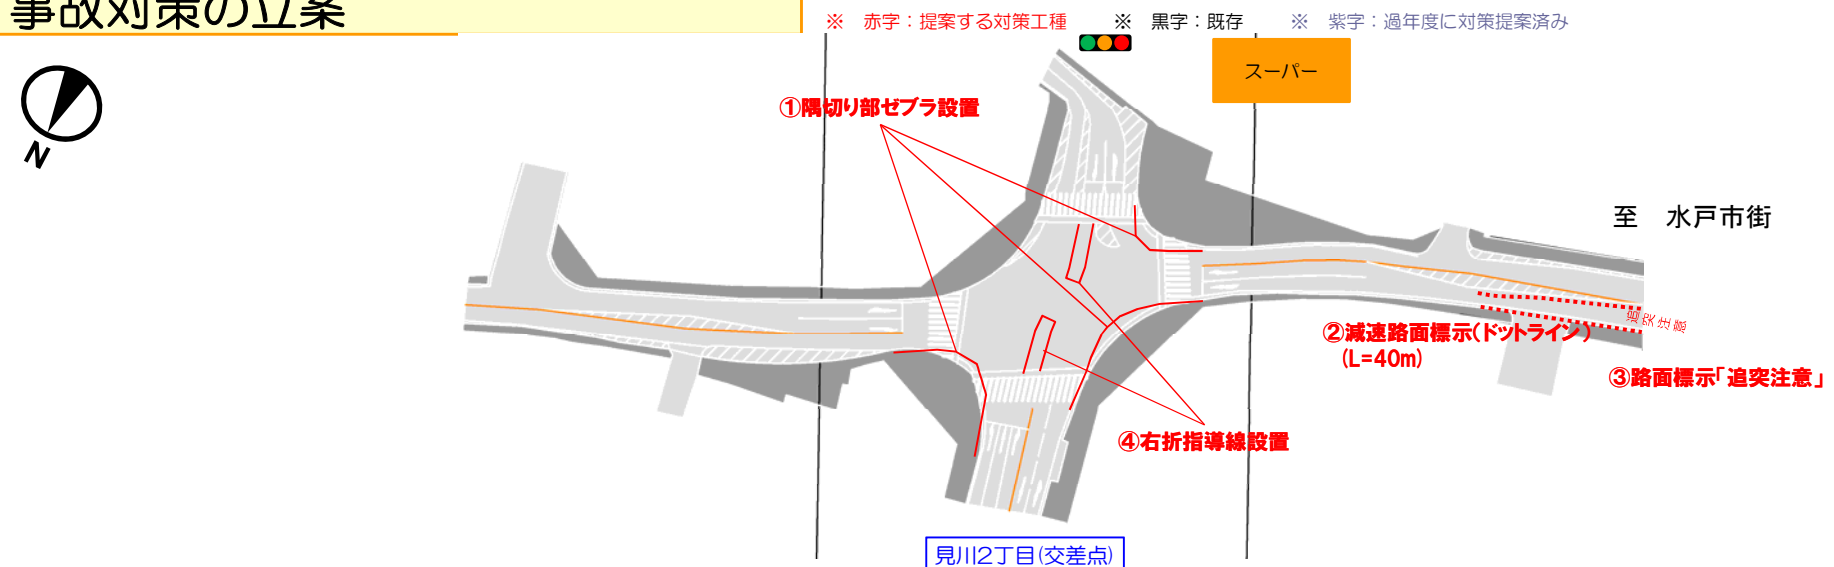 事故対策の立案
※ 赤字：提案する対策工種 ※ 黒字：既存 ※ 紫字：過年度に対策提案済み
スーパー
①隅切り部ゼブラ設置
N
至 水戸市街
追突注意
②減速路面標示(ドットライン)
(L=40m)
③路面標示「追突注意」
④右折指導線設置
見川2丁目(交差点)